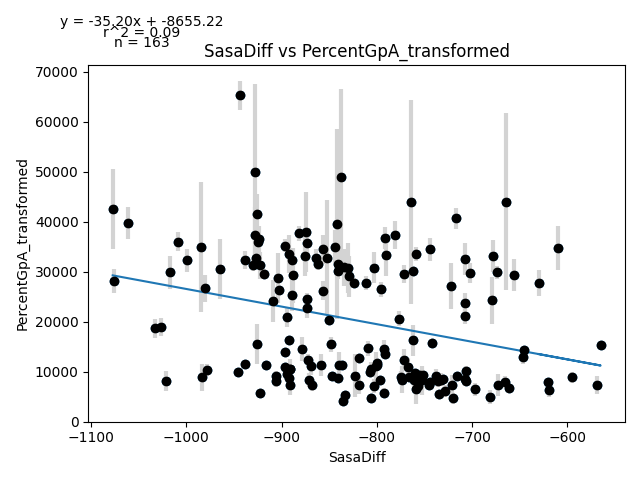 y = -35.20x + -8655.22
r^2 = 0.09
n = 163
SasaDiff vs PercentGpA_transformed
70000
60000
50000
40000
30000
20000
10000
0
PercentGpA_transformed
−1100
−1000
−900
−800
−700
−600
SasaDiff